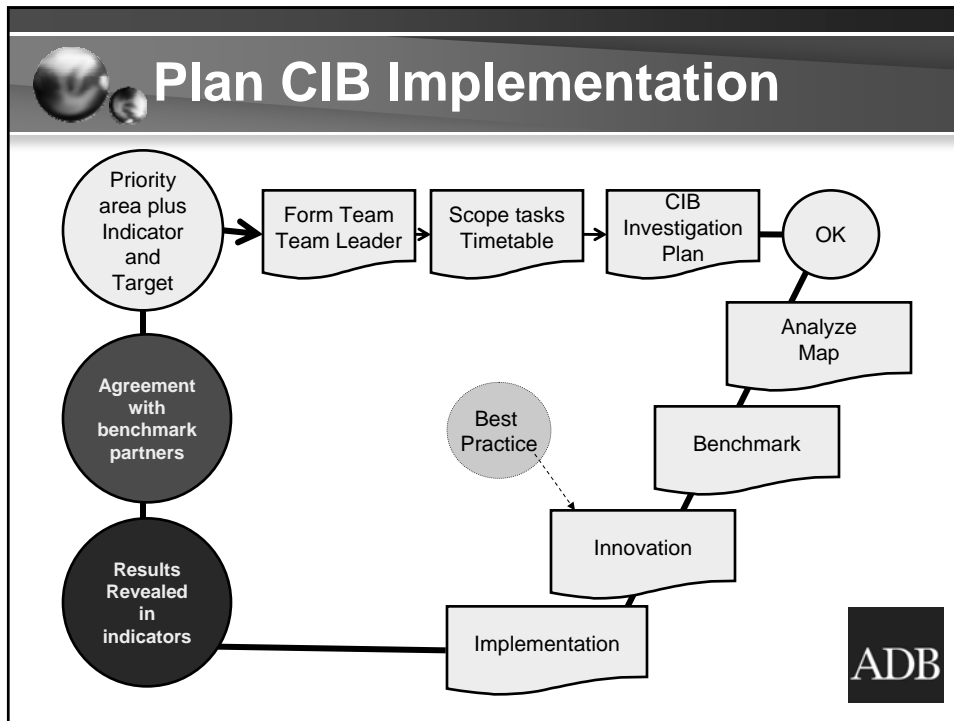 Plan CIB Implementation
Priority
area plus
Indicator
and
Target
Form Team
Team Leader
Scope tasks
Timetable
CIB
Investigation
Plan
OK
Analyze
Map
Agreement
with
benchmark
partners
Best
Practice
Benchmark
Innovation
Results
Revealed
in
indicators
Implementation
ADB